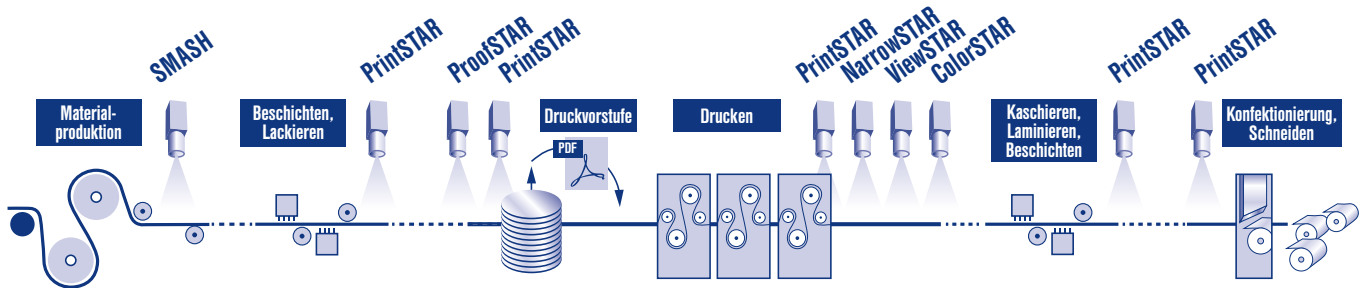 SMASH
PrintSTAR
ProofSTAR
PrintSTAR
PrintSTAR
NarrowSTAR
ViewSTAR
ColorSTAR
PrintSTAR
PrintSTAR
Material-
produktion
Beschichten,
Lackieren
Druckvorstufe
PDF
Drucken
Kaschieren,
Laminieren,
Beschichten
Konfektionierung,
Schneiden